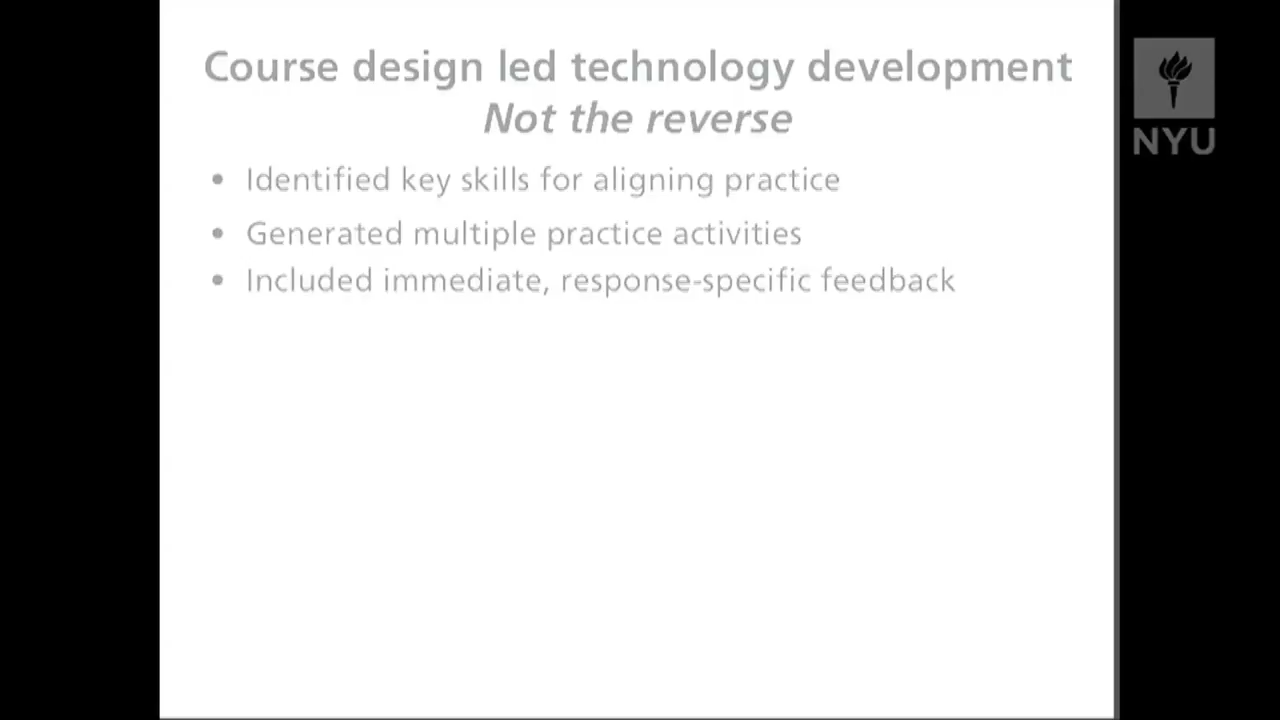 Course design led technology development
Not the reverse
• Identified key skills for aligning practice
• Generated multiple practice activities
• Included immediate, response-specific feedback
NYU